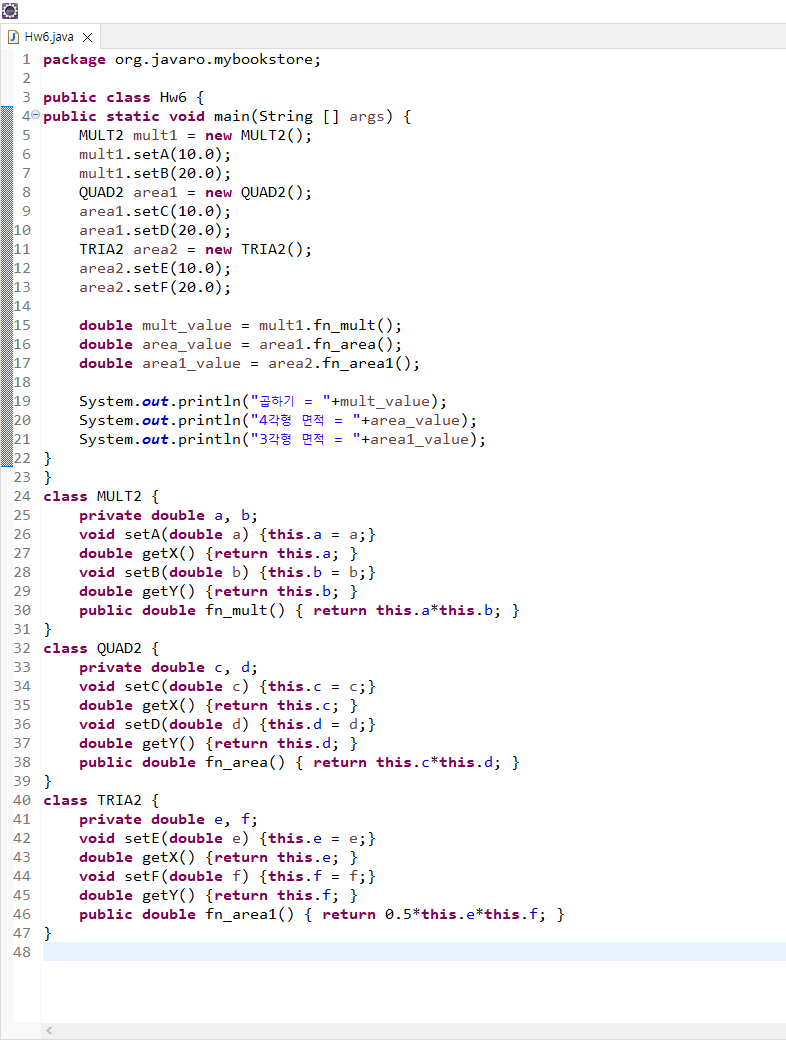 Hw6.java
1 package org.javaro.mybookstore;
2
3 public class Hw6 {
4 public static void main(String [] args) {
5     MULT2 mult1 = new MULT2();
6     mult1.setA(10.0);
7     mult1.setB(20.0);
8     QUAD2 area1 = new QUAD2();
9     area1.setC(10.0);
10     area1.setD(20.0);
11     TRIA2 area2 = new TRIA2();
12     area2.setE(10.0);
13     area2.setF(20.0);
14
15     double mult_value = mult1.fn_mult();
16     double area_value = area1.fn_area();
17     double area1_value = area2.fn_area1();
18
19     System.out.println("곱하기 = "+mult_value);
20     System.out.println("4각형 면적 = "+area_value);
21     System.out.println("3각형 면적 = "+area1_value);
22 }
23 }
24 class MULT2 {
25     private double a, b;
26     void setA(double a) {this.a = a;}
27     double getX() {return this.a; }
28     void setB(double b) {this.b = b;}
29     double getY() {return this.b; }
30     public double fn_mult() { return this.a*this.b; }
31 }
32 class QUAD2 {
33     private double c, d;
34     void setC(double c) {this.c = c;}
35     double getX() {return this.c; }
36     void setD(double d) {this.d = d;}
37     double getY() {return this.d; }
38     public double fn_area() { return this.c*this.d; }
39 }
40 class TRIA2 {
41     private double e, f;
42     void setE(double e) {this.e = e;}
43     double getX() {return this.e; }
44     void setF(double f) {this.f = f;}
45     double getY() {return this.f; }
46     public double fn_area1() { return 0.5*this.e*this.f; }
47 }
48